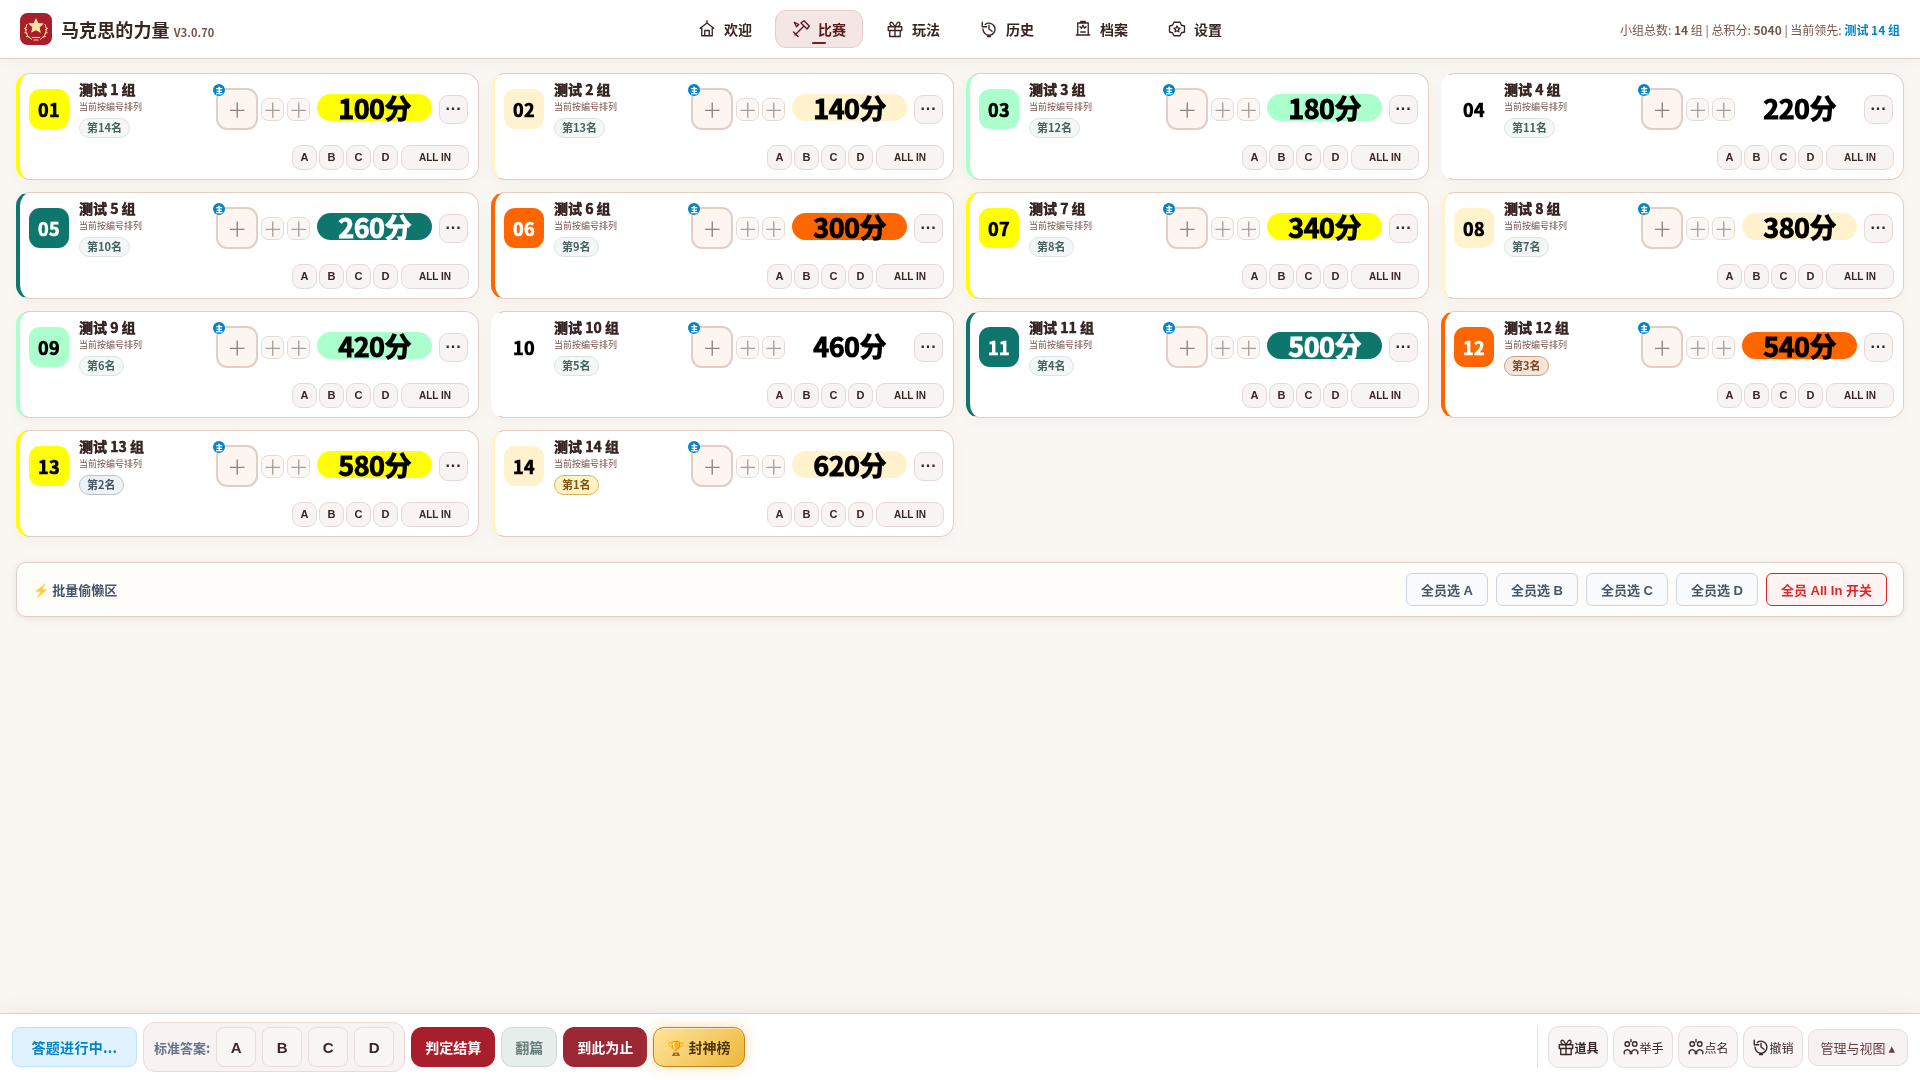 马克思的力量 V3.0.70
欢迎
比赛
玩法
历史
档案
设置
小组总数: 14 组 | 总积分: 5040 | 当前领先: 测试 14 组
01
测试 1 组
当前按编号排列
第14名
主
100分
···
A B C D ALL IN
02
测试 2 组
当前按编号排列
第13名
主
140分
···
A B C D ALL IN
03
测试 3 组
当前按编号排列
第12名
主
180分
···
A B C D ALL IN
04
测试 4 组
当前按编号排列
第11名
主
220分
···
A B C D ALL IN
05
测试 5 组
当前按编号排列
第10名
主
260分
···
A B C D ALL IN
06
测试 6 组
当前按编号排列
第9名
主
300分
···
A B C D ALL IN
07
测试 7 组
当前按编号排列
第8名
主
340分
···
A B C D ALL IN
08
测试 8 组
当前按编号排列
第7名
主
380分
···
A B C D ALL IN
09
测试 9 组
当前按编号排列
第6名
主
420分
···
A B C D ALL IN
10
测试 10 组
当前按编号排列
第5名
主
460分
···
A B C D ALL IN
11
测试 11 组
当前按编号排列
第4名
主
500分
···
A B C D ALL IN
12
测试 12 组
当前按编号排列
第3名
主
540分
···
A B C D ALL IN
13
测试 13 组
当前按编号排列
第2名
主
580分
···
A B C D ALL IN
14
测试 14 组
当前按编号排列
第1名
主
620分
···
A B C D ALL IN
⚡ 批量偷懒区
全员选 A
全员选 B
全员选 C
全员选 D
全员 All In 开关
答题进行中...
标准答案: A B C D
判定结算
翻篇
到此为止
🏆 封神榜
道具
举手
点名
撤销
管理与视图 ▴